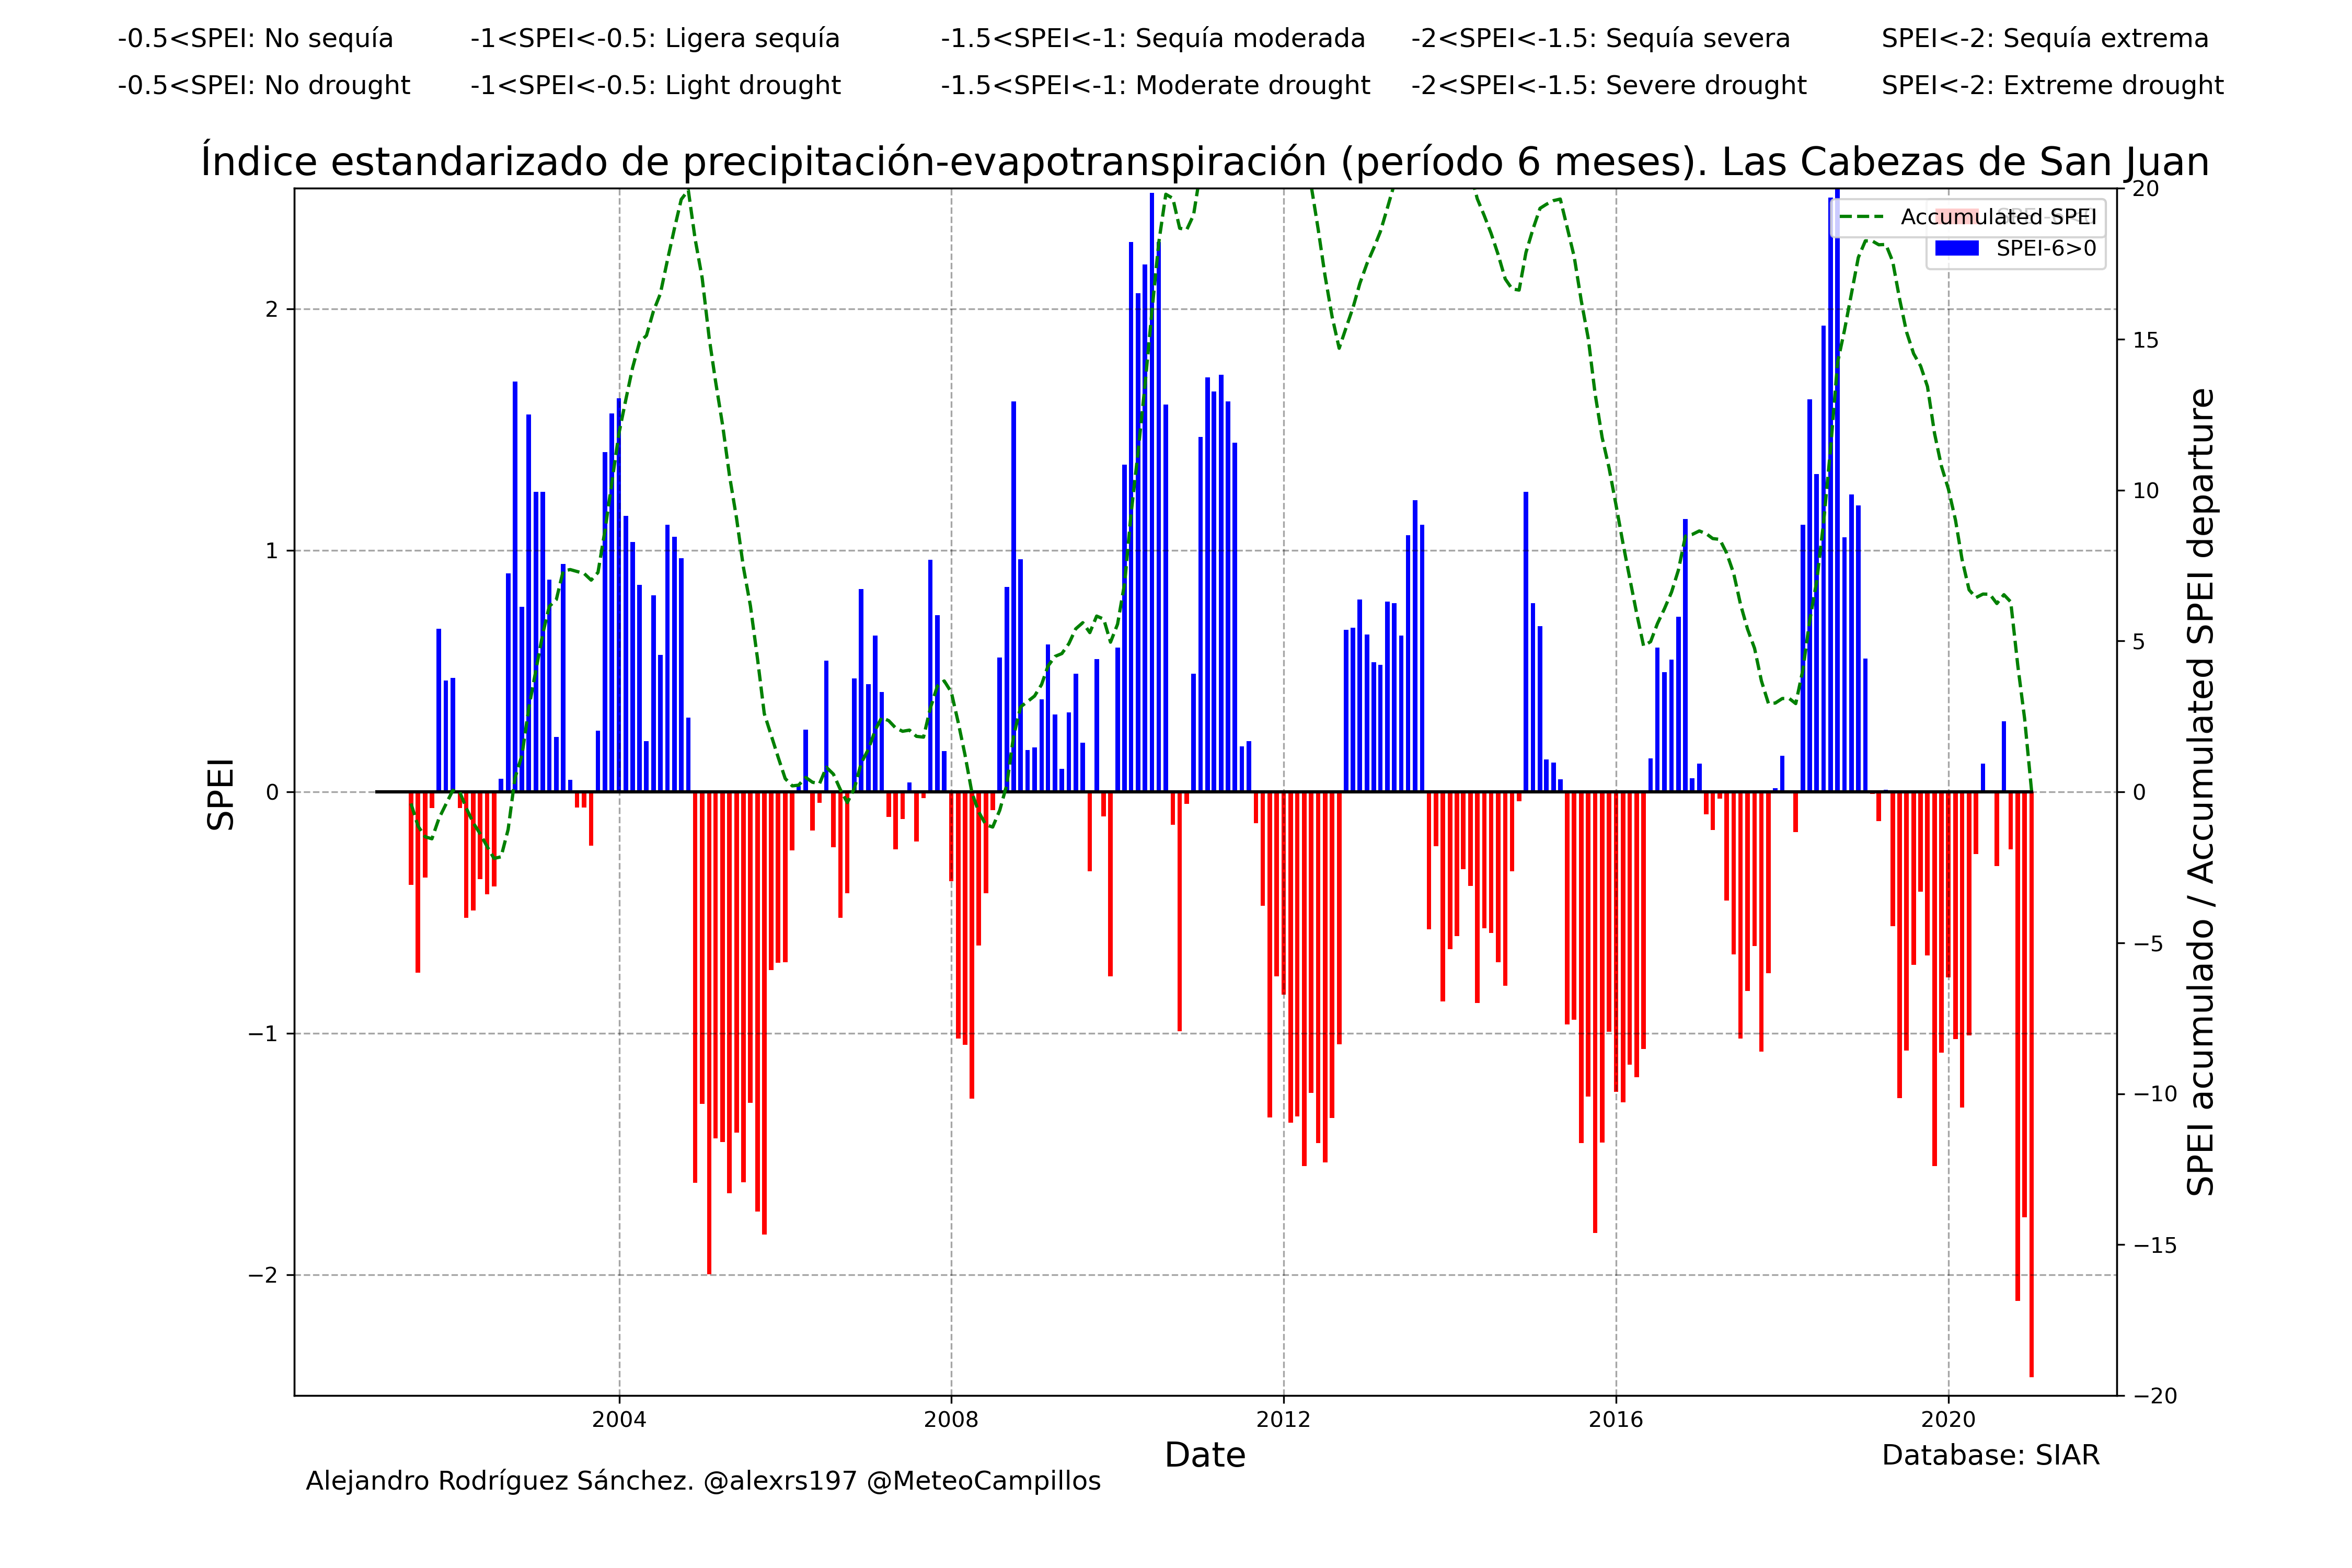 -0.5<SPEI: No sequía -1<SPEI<-0.5: Ligera sequía -1.5<SPEI<-1: Sequía moderada -2<SPEI<-1.5: Sequía severa SPEI<-2: Sequía extrema
-0.5<SPEI: No drought -1<SPEI<-0.5: Light drought -1.5<SPEI<-1: Moderate drought -2<SPEI<-1.5: Severe drought SPEI<-2: Extreme drought
Índice estandarizado de precipitación-evapotranspiración (período 6 meses). Las Cabezas de San Juan
Accumulated SPEI
SPEI-6>0
SPEI
2
1
0
−1
−2
20
15
10
5
0
−5
−10
−15
−20
SPEI acumulado / Accumulated SPEI departure
2004 2008 2012 2016 2020
Date
Database: SIAR
Alejandro Rodríguez Sánchez. @alexrs197 @MeteoCampillos